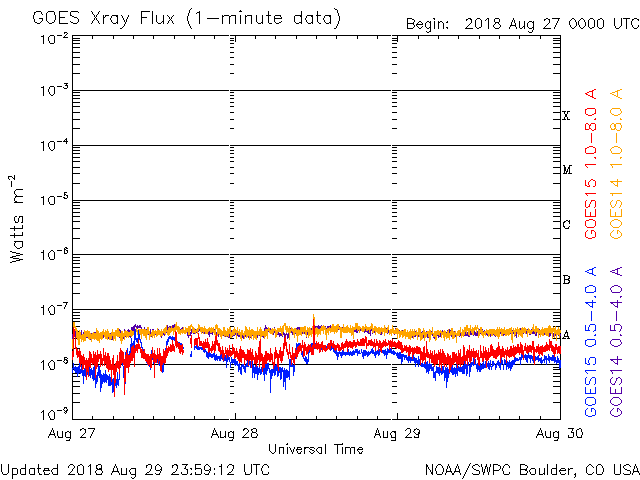 GOES Xray Flux (1-minute data)
Begin: 2018 Aug 27 0000 UTC
10⁻²
10⁻³
10⁻⁴
10⁻⁵
10⁻⁶
10⁻⁷
10⁻⁸
10⁻⁹
Watts m⁻²
X
M
C
B
A
GOES15 1.0-8.0 A
GOES14 1.0-8.0 A
GOES15 0.5-4.0 A
GOES14 0.5-4.0 A
Aug 27
Aug 28
Aug 29
Aug 30
Universal Time
Updated 2018 Aug 29 23:59:12 UTC
NOAA/SWPC Boulder, CO USA